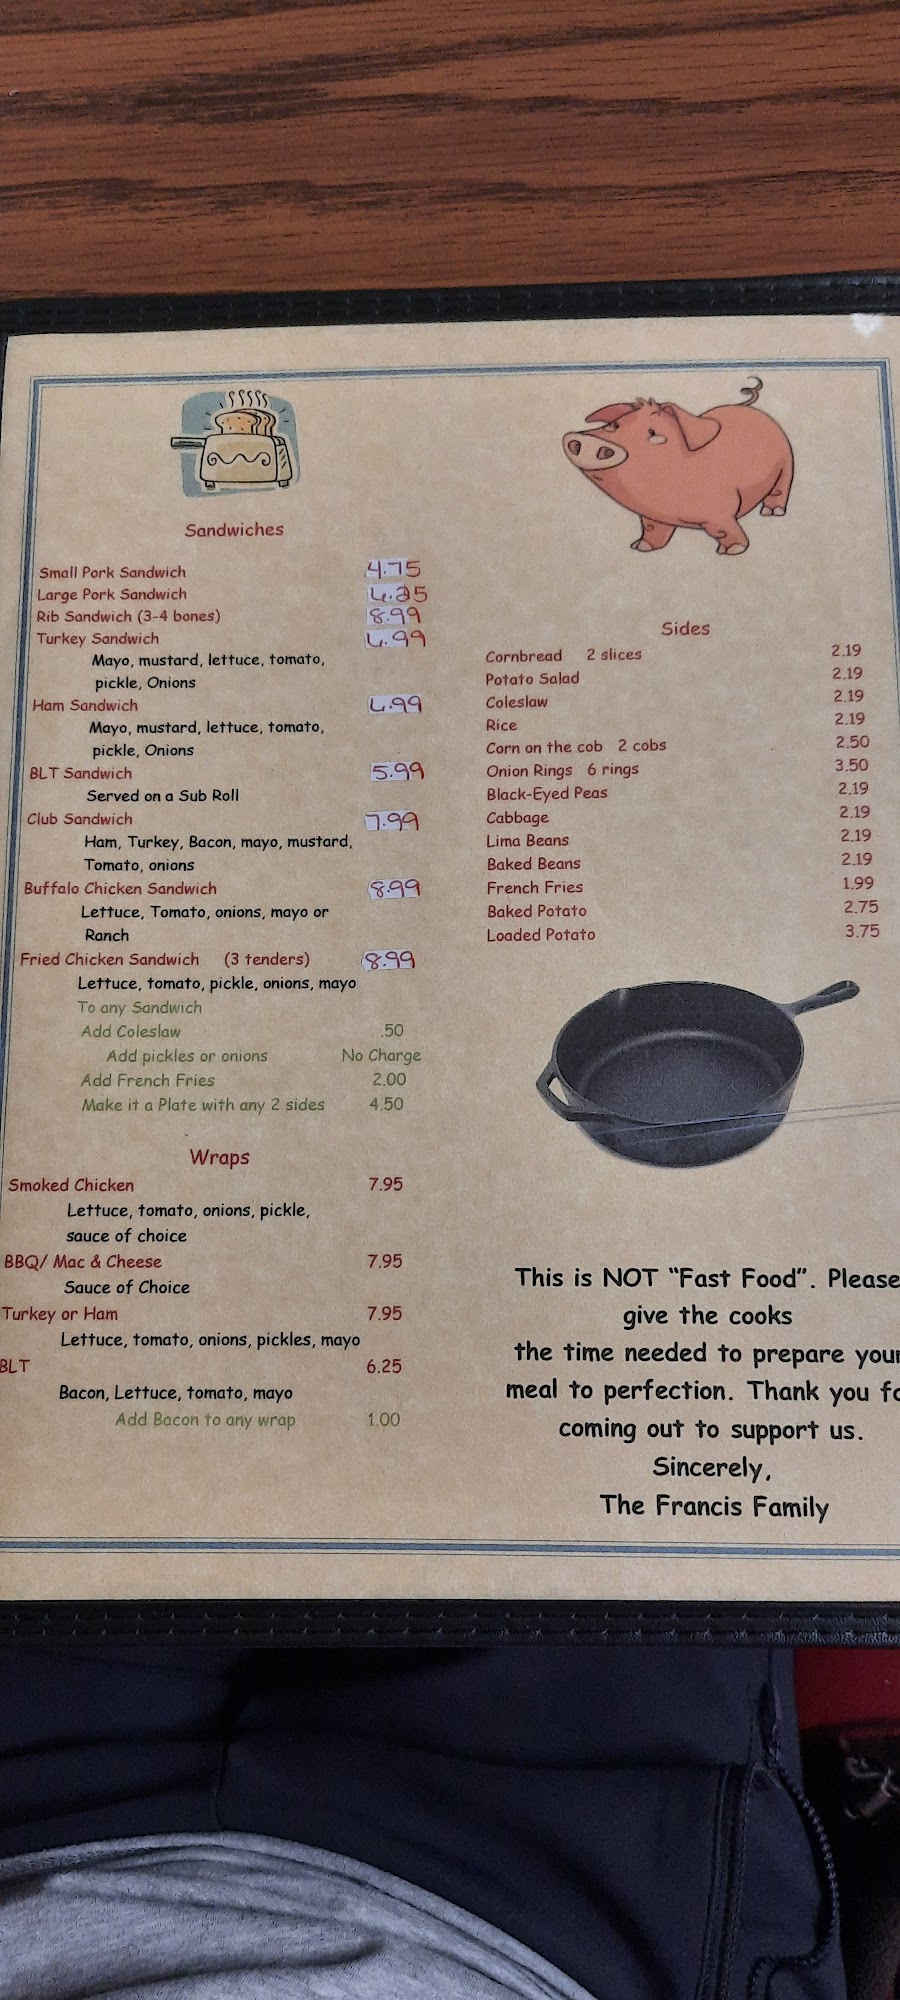 Sandwiches
Small Pork Sandwich 4.75
Large Pork Sandwich 6.25
Rib Sandwich (3-4 bones) 8.99
Turkey Sandwich 6.99
Mayo, mustard, lettuce, tomato,
pickle, Onions
Ham Sandwich 6.99
Mayo, mustard, lettuce, tomato,
pickle, Onions
BLT Sandwich 5.99
Served on a Sub Roll
Club Sandwich 7.99
Ham, Turkey, Bacon, mayo, mustard,
Tomato, onions
Buffalo Chicken Sandwich 8.99
Lettuce, Tomato, onions, mayo or
Ranch
Fried Chicken Sandwich (3 tenders) 8.99
Lettuce, tomato, pickle, onions, mayo
To any Sandwich
Add Coleslaw .50
Add pickles or onions No Charge
Add French Fries 2.00
Make it a Plate with any 2 sides 4.50
Wraps
Smoked Chicken 7.95
Lettuce, tomato, onions, pickle,
sauce of choice
BBQ/ Mac & Cheese 7.95
Sauce of Choice
Turkey or Ham 7.95
Lettuce, tomato, onions, pickles, mayo
BLT 6.25
Bacon, Lettuce, tomato, mayo
Add Bacon to any wrap 1.00
Sides
Cornbread 2 slices 2.19
Potato Salad 2.19
Coleslaw 2.19
Rice 2.19
Corn on the cob 2 cobs 2.50
Onion Rings 6 rings 3.50
Black-Eyed Peas 2.19
Cabbage 2.19
Lima Beans 2.19
Baked Beans 2.19
French Fries 1.99
Baked Potato 2.75
Loaded Potato 3.75
This is NOT “Fast Food”. Please
give the cooks
the time needed to prepare your
meal to perfection. Thank you fo
coming out to support us.
Sincerely,
The Francis Family